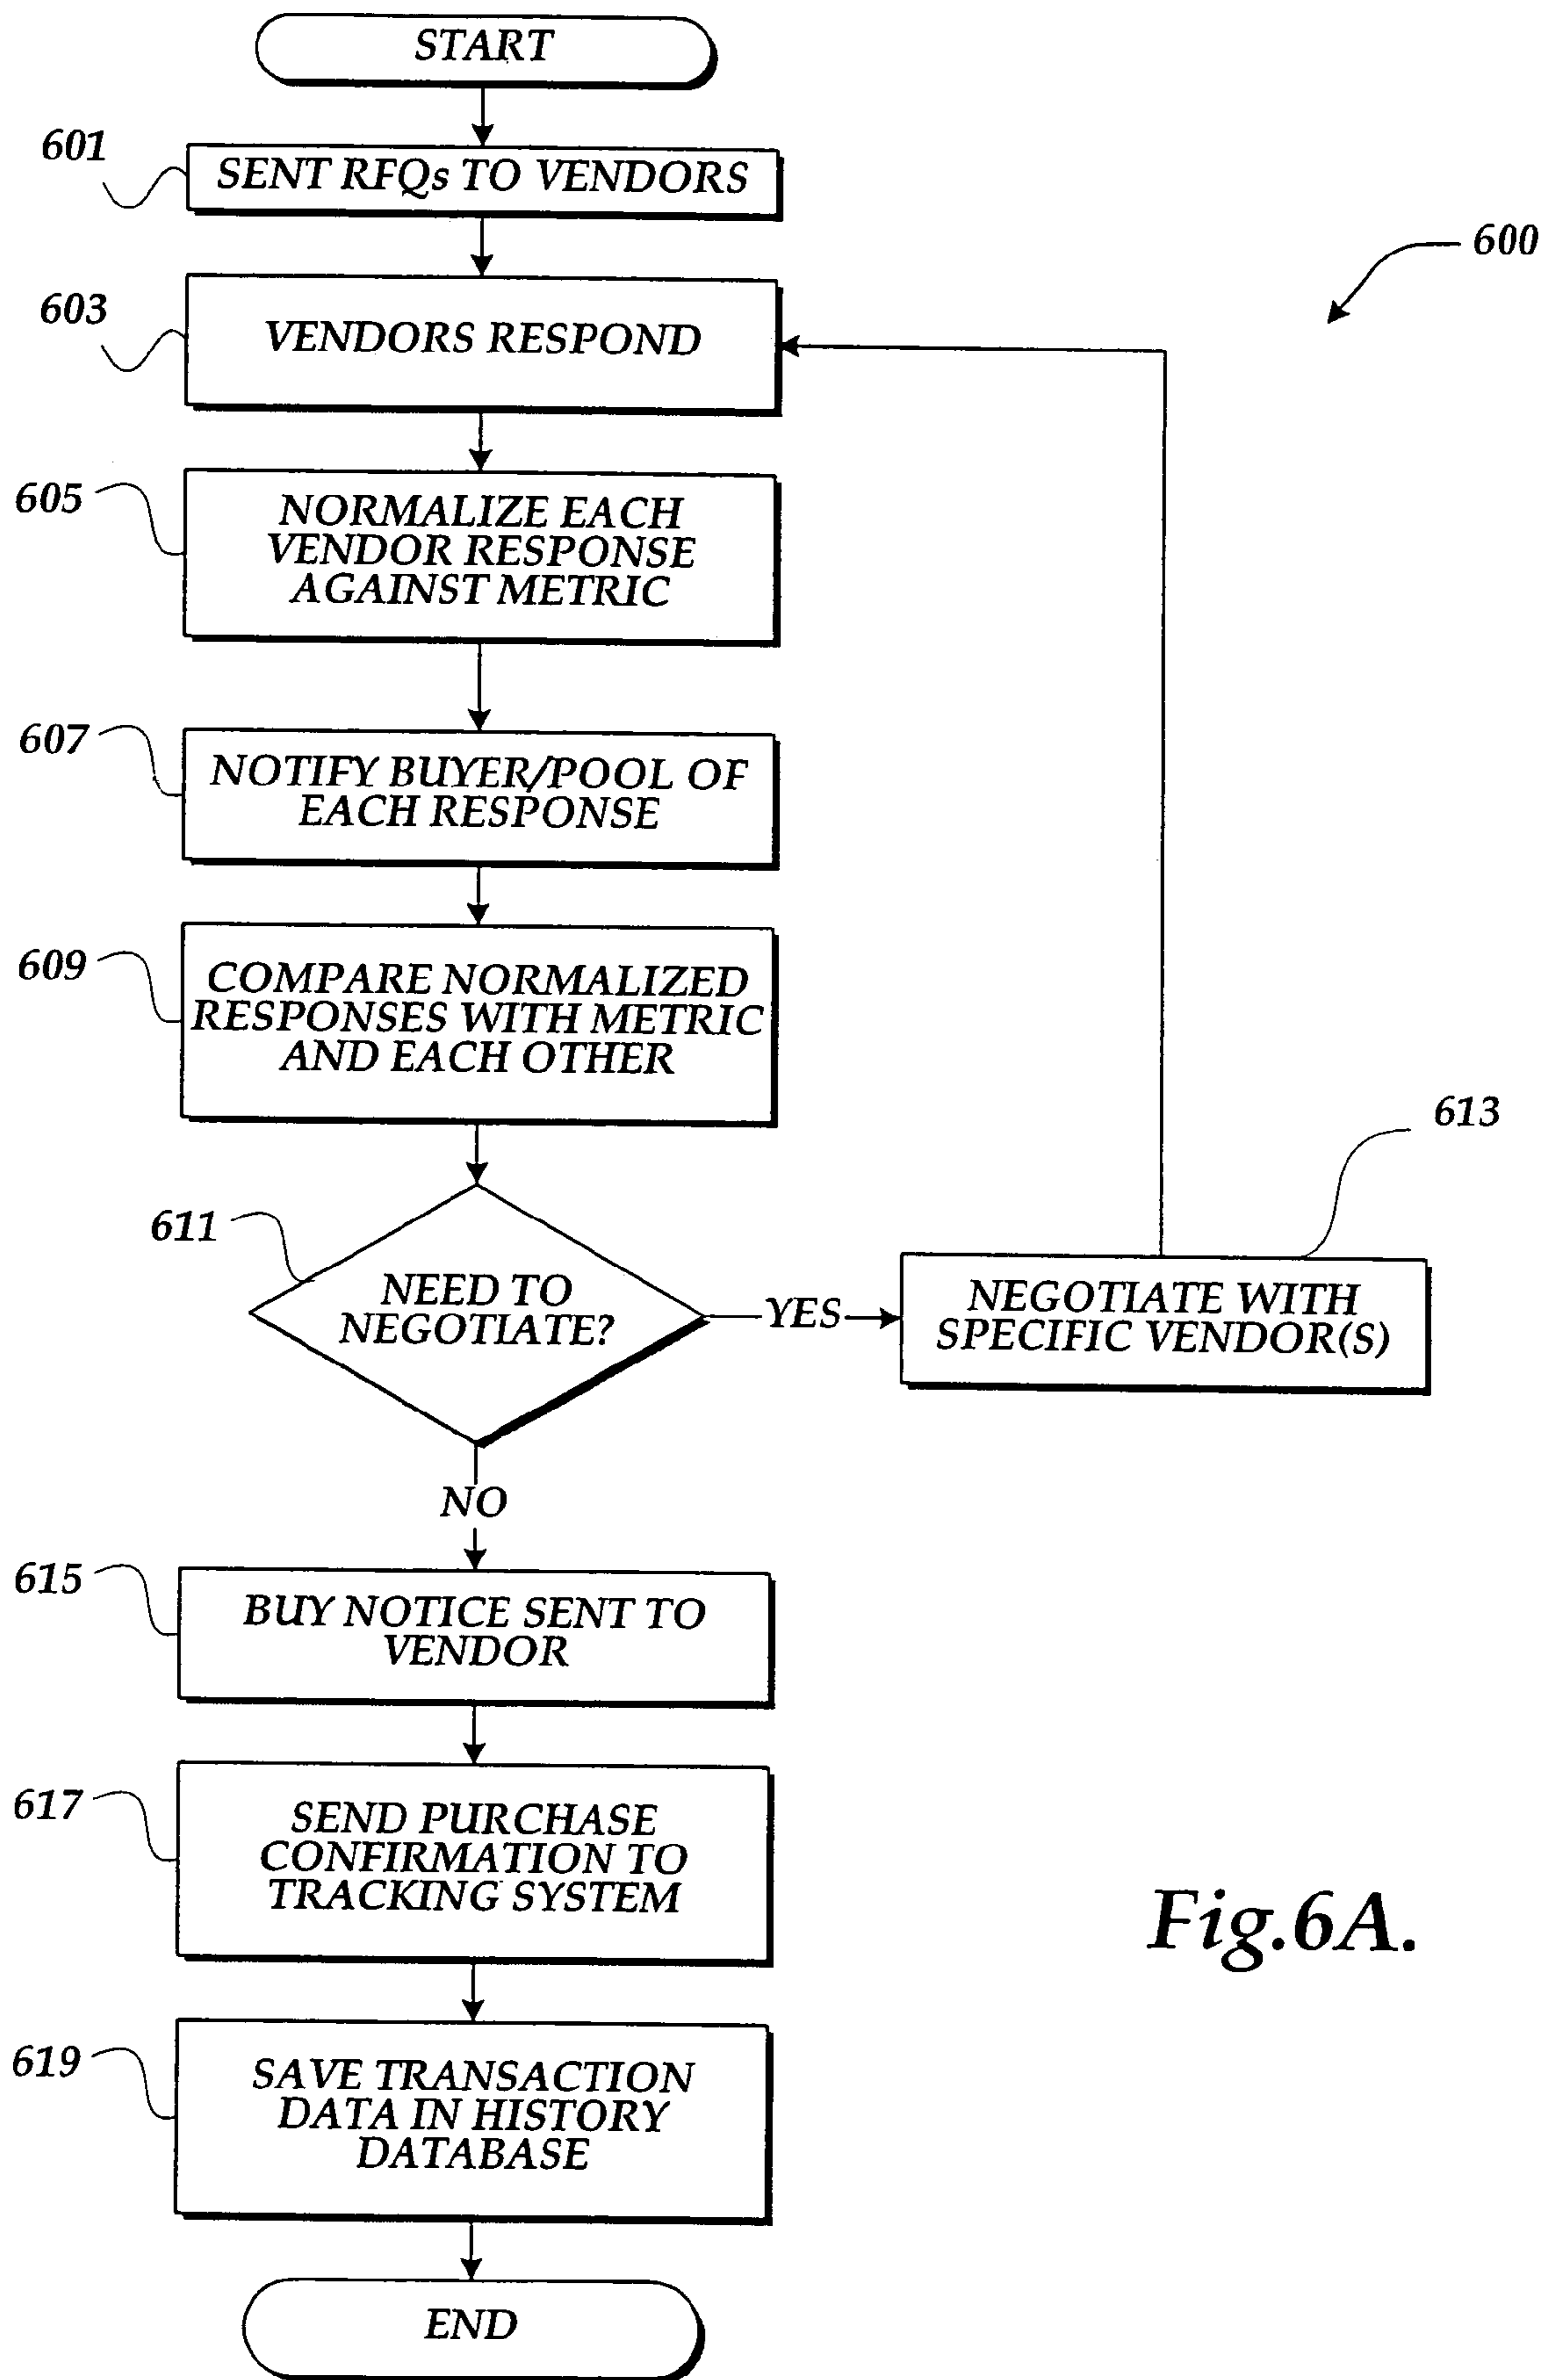 START
601
SENT RFQs TO VENDORS
600
603
VENDORS RESPOND
605
NORMALIZE EACH
VENDOR RESPONSE
AGAINST METRIC
607
NOTIFY BUYER/POOL OF
EACH RESPONSE
609
COMPARE NORMALIZED
RESPONSES WITH METRIC
AND EACH OTHER
613
611
NEED TO
NEGOTIATE?
YES
NEGOTIATE WITH
SPECIFIC VENDOR(S)
NO
615
BUY NOTICE SENT TO
VENDOR
617
SEND PURCHASE
CONFIRMATION TO
TRACKING SYSTEM
Fig.6A.
619
SAVE TRANSACTION
DATA IN HISTORY
DATABASE
END